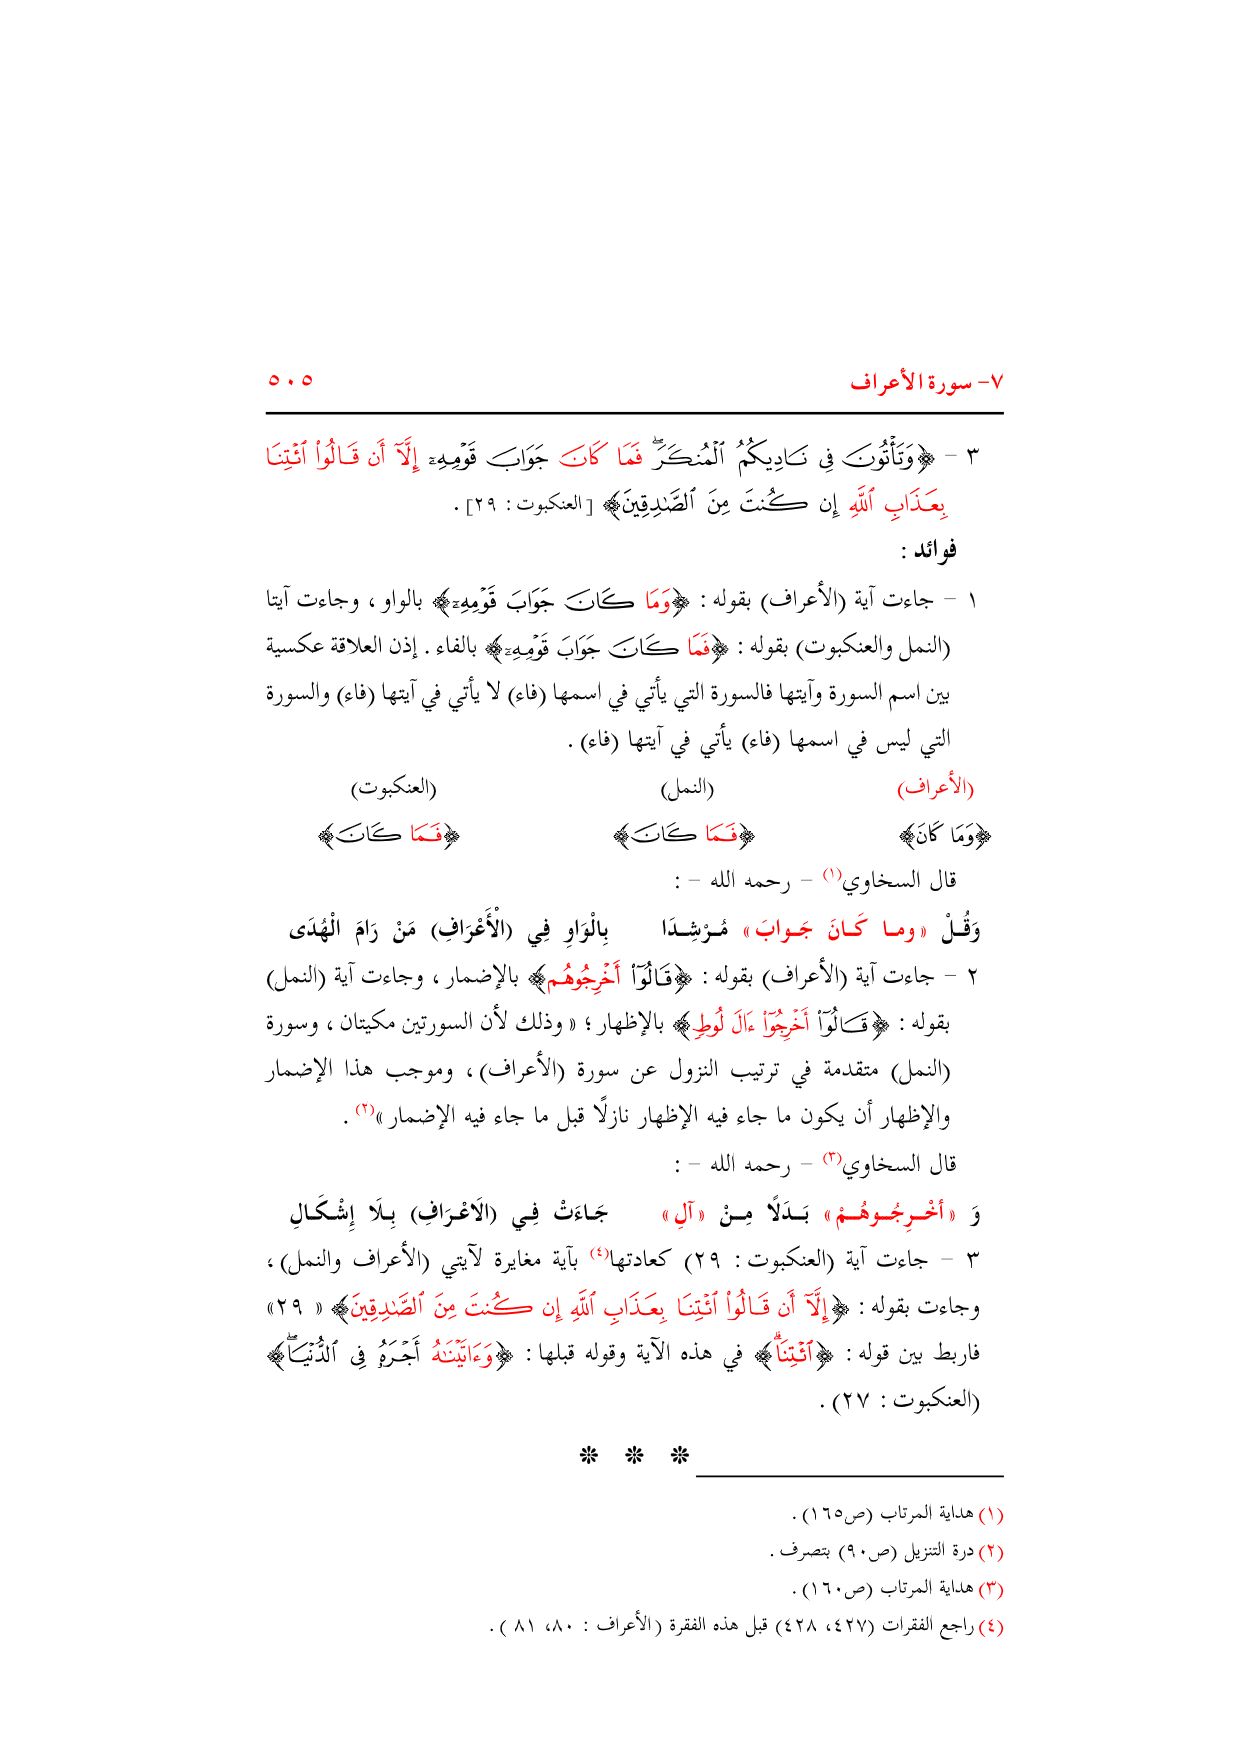 ٧- سورة الأعراف ٥٠٥
٣ - ﴿وَتَأْتُونَ فِى نَادِيكُمُ ٱلْمُنكَرَۖ فَمَا كَانَ جَوَابَ قَوْمِهِۦٓ إِلَّآ أَن قَالُوا۟ ٱئْتِنَا
بِعَذَابِ ٱللَّهِ إِن كُنتَ مِنَ ٱلصَّٰدِقِينَ﴾ [العنكبوت : ٢٩] .
فوائد :
١ - جاءت آية (الأعراف) بقوله : ﴿وَمَا كَانَ جَوَابَ قَوْمِهِۦٓ﴾ بالواو ، وجاءت آيتا
(النمل والعنكبوت) بقوله : ﴿فَمَا كَانَ جَوَابَ قَوْمِهِۦٓ﴾ بالفاء . إذن العلاقة عكسية
بين اسم السورة وآيتها فالسورة التي يأتي في اسمها (فاء) لا يأتي في آيتها (فاء) والسورة
التي ليس في اسمها (فاء) يأتي في آيتها (فاء) .
(الأعراف) (النمل) (العنكبوت)
﴿وَمَا كَانَ﴾ ﴿فَمَا كَانَ﴾ ﴿فَمَا كَانَ﴾
قال السخاوي(١) - رحمه الله - :
وَقُلْ «وما كَانَ جَوابَ» مُرْشِدَا بِالْوَاوِ فِي (الْأَعْرَافِ) مَنْ رَامَ الْهُدَى
٢ - جاءت آية (الأعراف) بقوله : ﴿قَالُوٓا۟ أَخْرِجُوهُم﴾ بالإضمار ، وجاءت آية (النمل)
بقوله : ﴿قَالُوٓا۟ أَخْرِجُوٓا۟ ءَالَ لُوطٍ﴾ بالإظهار ؛ «وذلك لأن السورتين مكيتان ، وسورة
(النمل) متقدمة في ترتيب النزول عن سورة (الأعراف) ، وموجب هذا الإضمار
والإظهار أن يكون ما جاء فيه الإظهار نازلًا قبل ما جاء فيه الإضمار»(٢) .
قال السخاوي(٣) - رحمه الله - :
وَ «أخْرِجُوهُمْ» بَدَلًا مِنْ «آلِ» جَاءَتْ فِي (الَاعْرَافِ) بِلَا إِشْكَالِ
٣ - جاءت آية (العنكبوت : ٢٩) كعادتها(٤) بآية مغايرة لآيتي (الأعراف والنمل) ،
وجاءت بقوله : ﴿إِلَّآ أَن قَالُوا۟ ٱئْتِنَا بِعَذَابِ ٱللَّهِ إِن كُنتَ مِنَ ٱلصَّٰدِقِينَ﴾ «٢٩»
فاربط بين قوله : ﴿ٱئْتِنَاۗ﴾ في هذه الآية وقوله قبلها : ﴿وَءَاتَيْنَٰهُ أَجْرَهُۥ فِى ٱلدُّنْيَاۖ﴾
(العنكبوت : ٢٧) .
❊ ❊ ❊
(١) هداية المرتاب (ص١٦٥) .
(٢) درة التنزيل (ص٩٠) بتصرف .
(٣) هداية المرتاب (ص١٦٠) .
(٤) راجع الفقرات (٤٢٧، ٤٢٨) قبل هذه الفقرة (الأعراف : ٨٠، ٨١ ) .